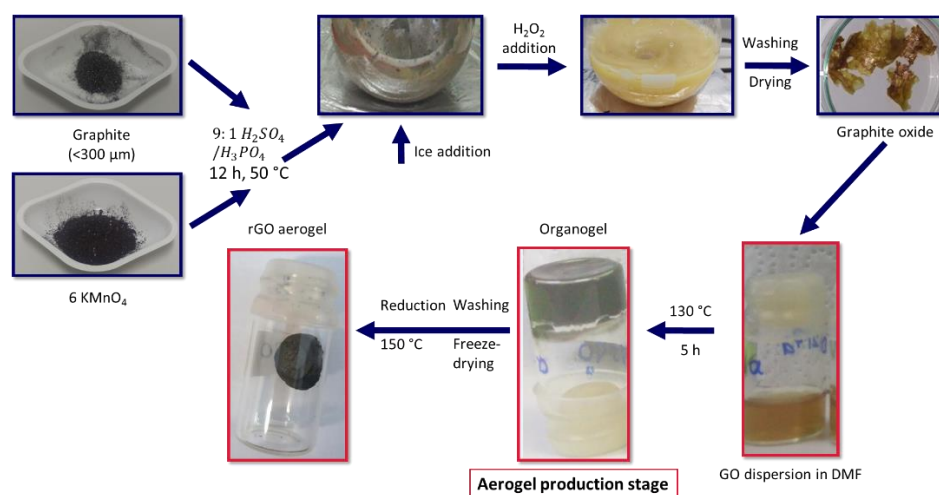 Graphite
(<300 µm)
6 KMnO₄
9: 1 H₂SO₄
/H₃PO₄
12 h, 50 °C
Ice addition
H₂O₂
addition
Washing
Drying
Graphite oxide
GO dispersion in DMF
130 °C
5 h
Organogel
Aerogel production stage
Reduction Washing
150 °C Freeze-
drying
rGO aerogel